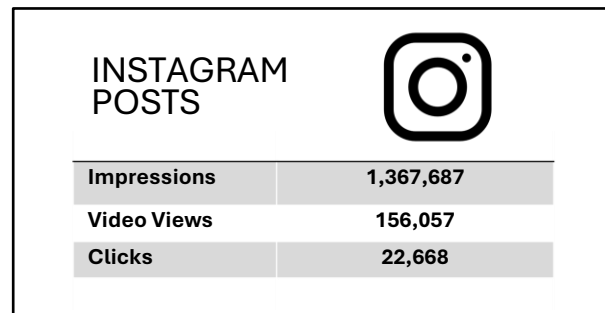 INSTAGRAM
POSTS
Impressions 1,367,687
Video Views 156,057
Clicks 22,668